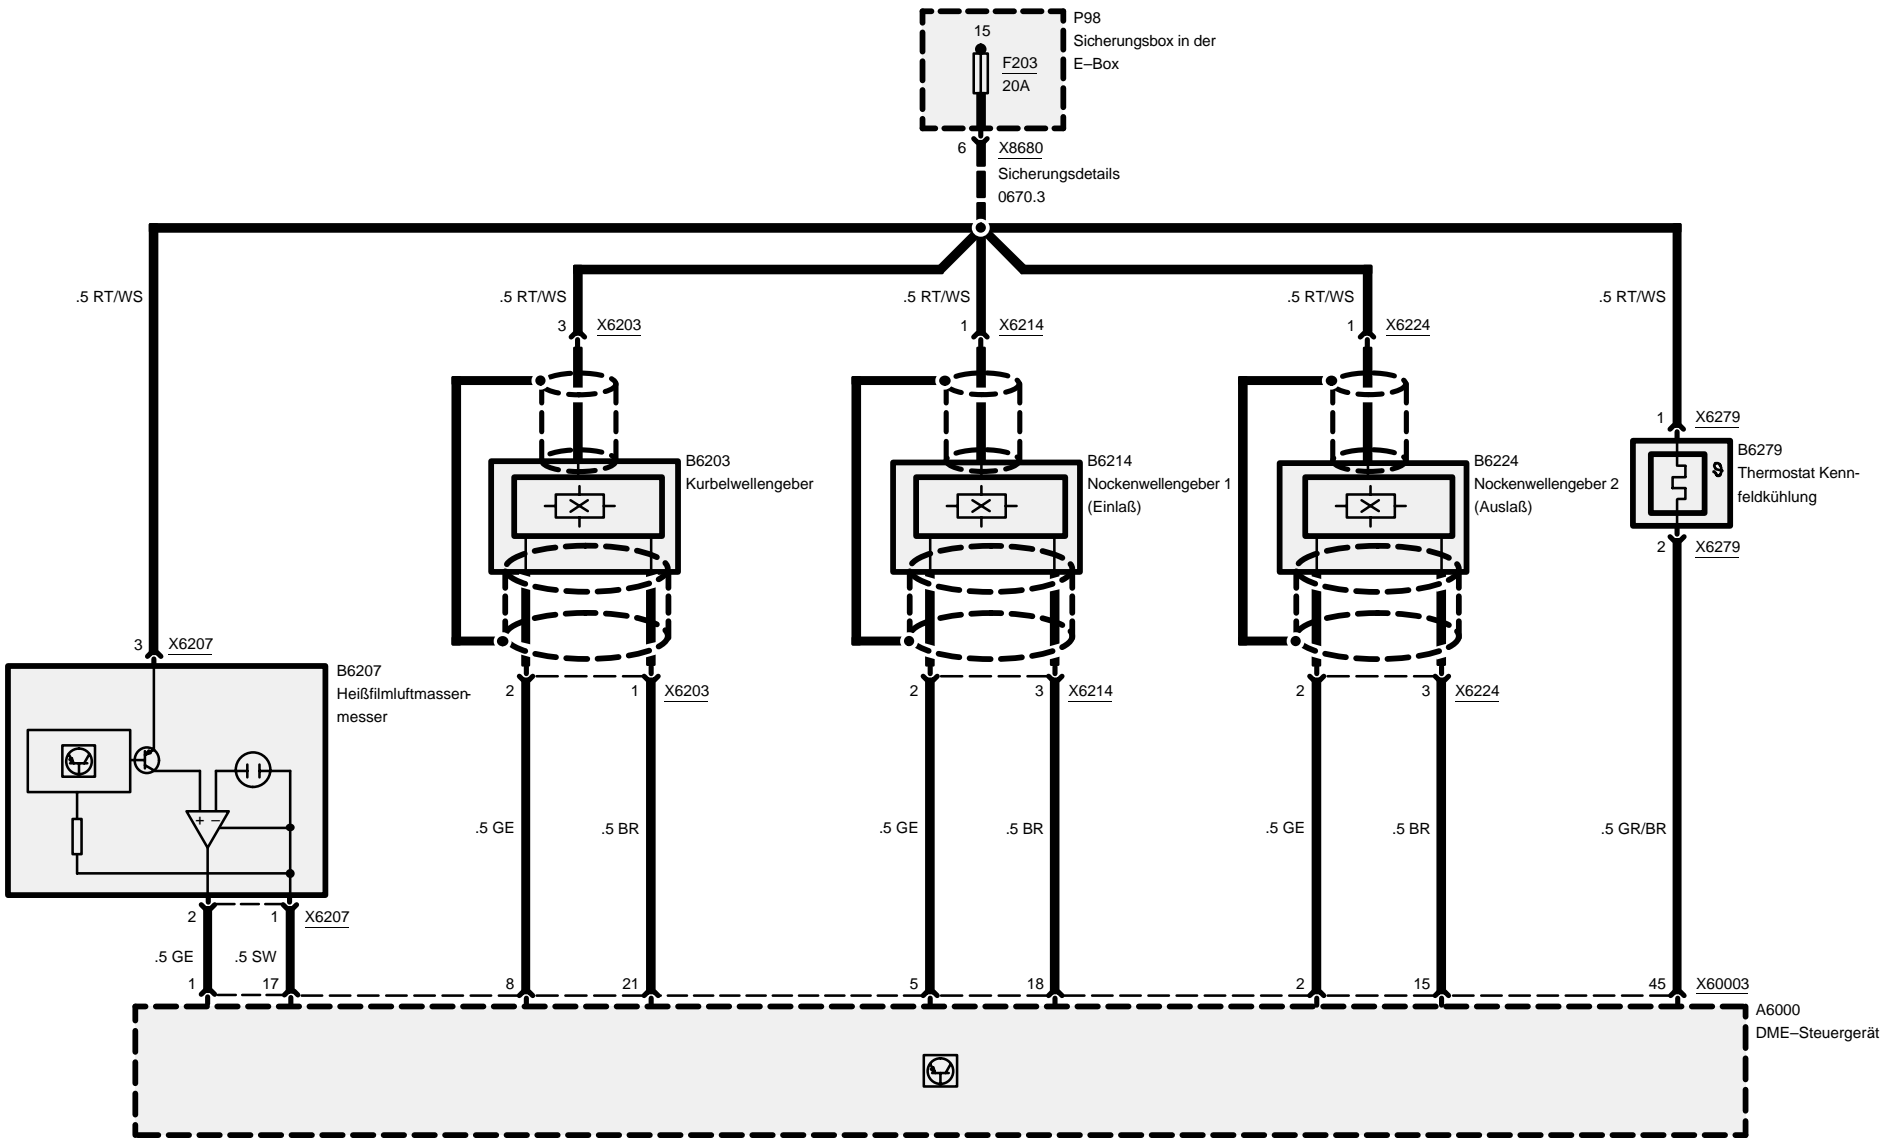 P98
15
Sicherungsbox in der
F203
E–Box
20A
6
X8680
Sicherungsdetails
0670.3
.5 RT/WS
.5 RT/WS
.5 RT/WS
.5 RT/WS
.5 RT/WS
3
X6203
1
X6214
1
X6224
1
X6279
B6203
Kurbelwellengeber
B6214
Nockenwellengeber 1
(Einlaß)
B6224
Nockenwellengeber 2
(Auslaß)
B6279
Thermostat Kenn-
feldkühlung
ϑ
2
X6279
3
X6207
B6207
Heißfilmluftmassen-
messer
2
1
X6203
2
3
X6214
2
3
X6224
+ −
.5 GE
.5 BR
.5 GE
.5 BR
.5 GE
.5 BR
.5 GR/BR
2
1
X6207
.5 GE
.5 SW
1
17
8
21
5
18
2
15
45
X60003
A6000
DME–Steuergerät